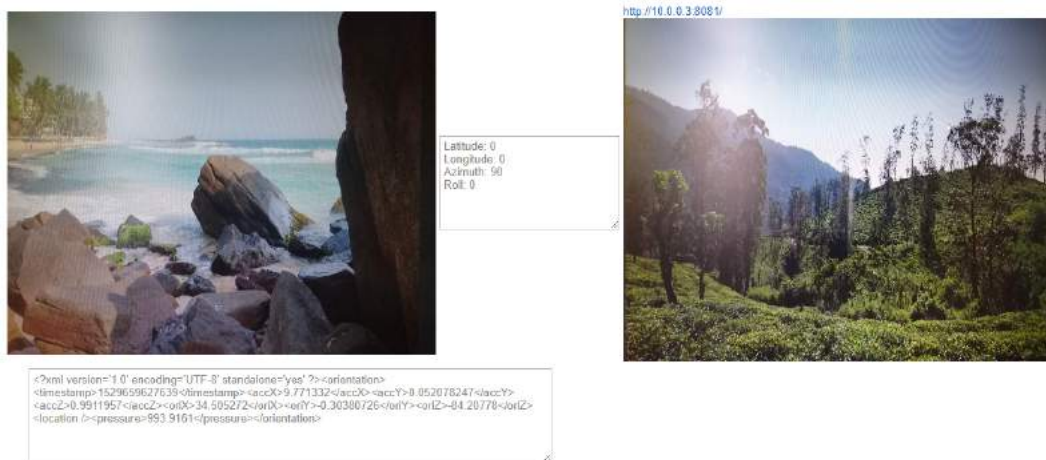 http://10.0.0.3:8081/
Latitude: 0
Longitude: 0
Azimuth: 90
Roll: 0
<?xml version='1.0' encoding='UTF-8' standalone='yes' ?><orientation>
<timestamp>1529659627639</timestamp><accX>9.771332</accX><accY>0.052078247</accY>
<accZ>0.9911957</accZ><oriX>34.505272</oriX><oriY>-0.30380726</oriY><oriZ>-84.20778</oriZ>
<location /><pressure>993.9161</pressure></orientation>